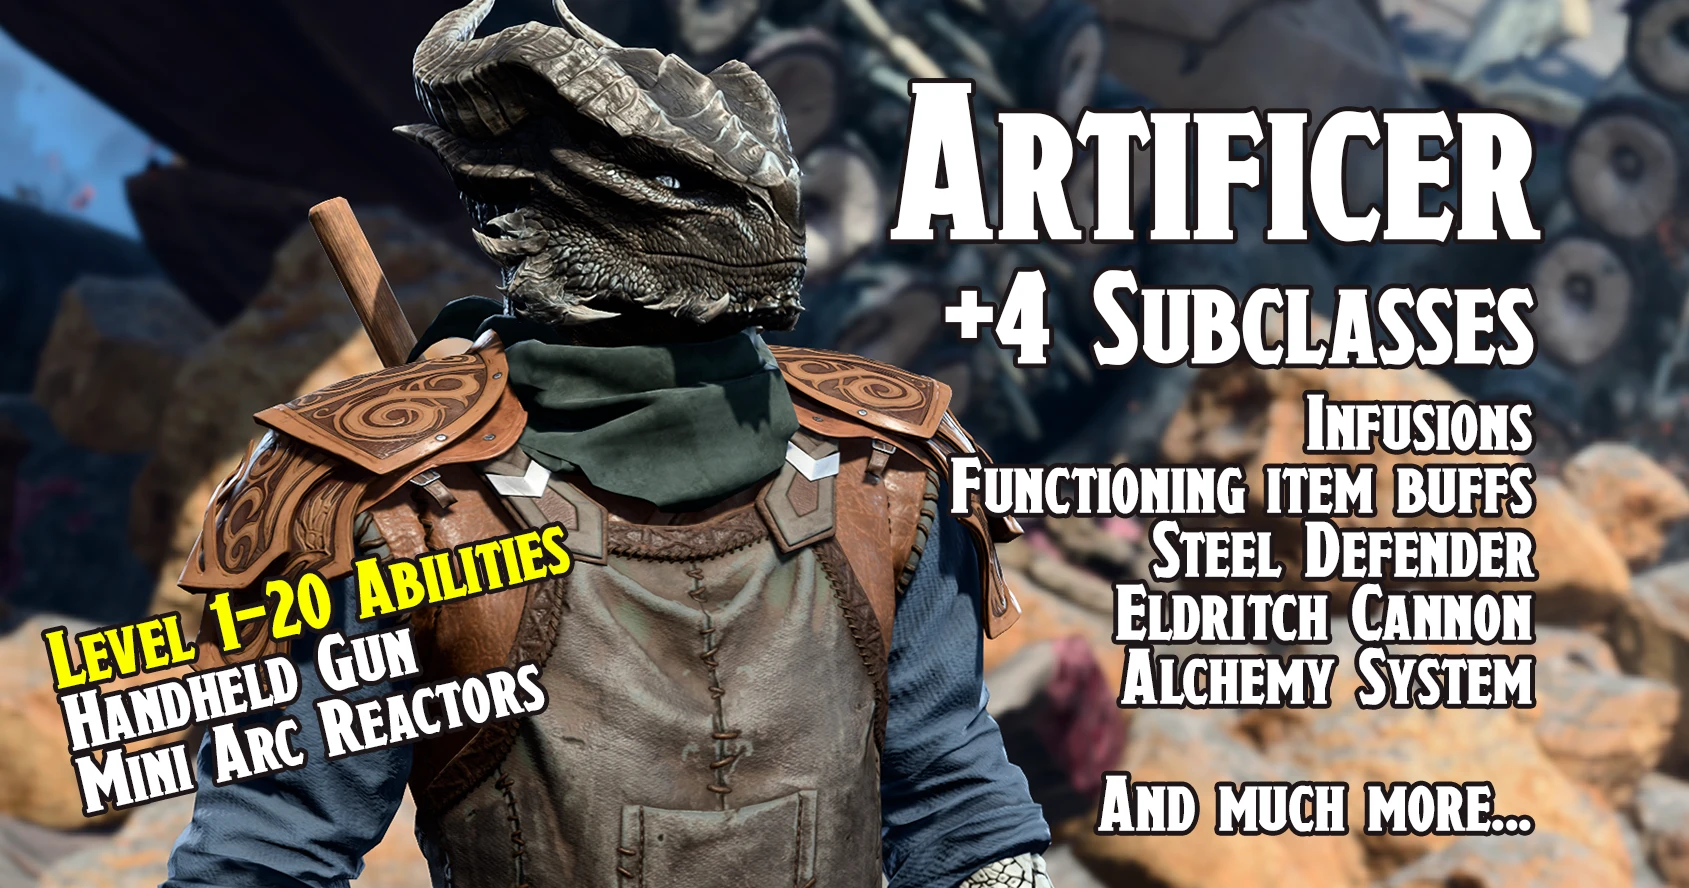 Artificer
+4 Subclasses
Infusions
Functioning item buffs
Steel Defender
Eldritch Cannon
Alchemy System
And much more...
Level 1-20 Abilities
Handheld Gun
Mini Arc Reactors